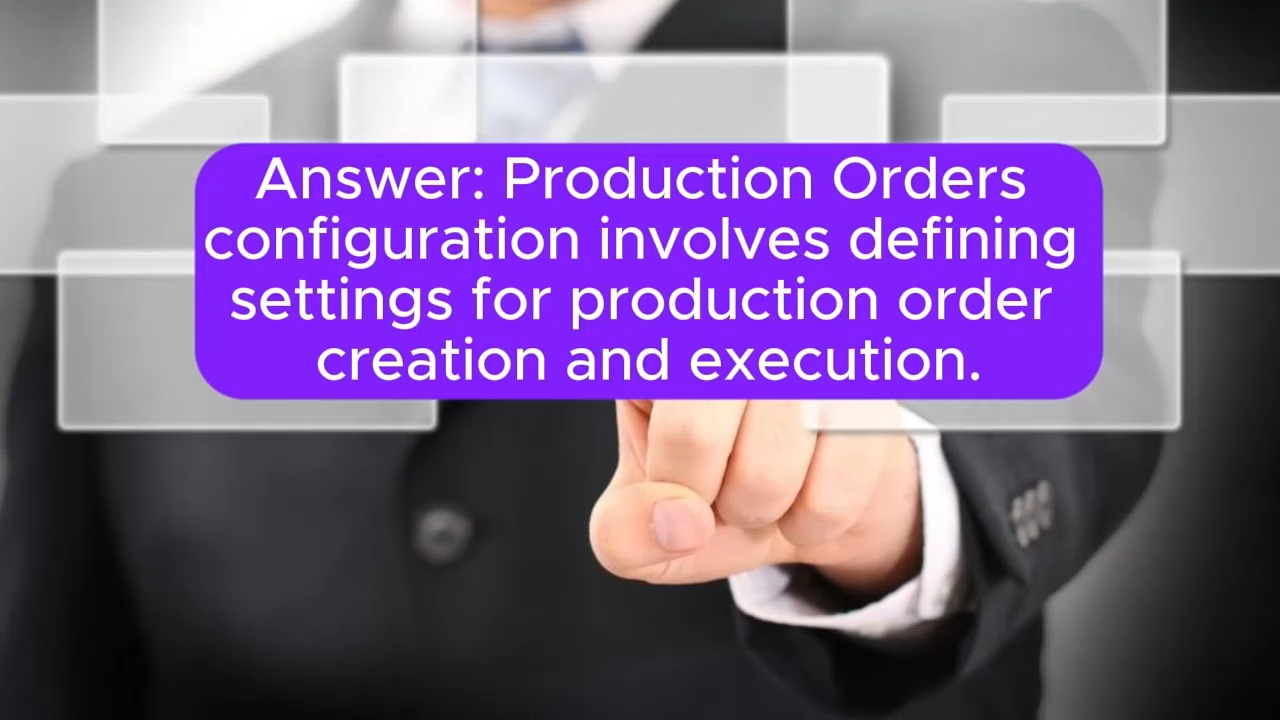 Answer: Production Orders
configuration involves defining
settings for production order
creation and execution.